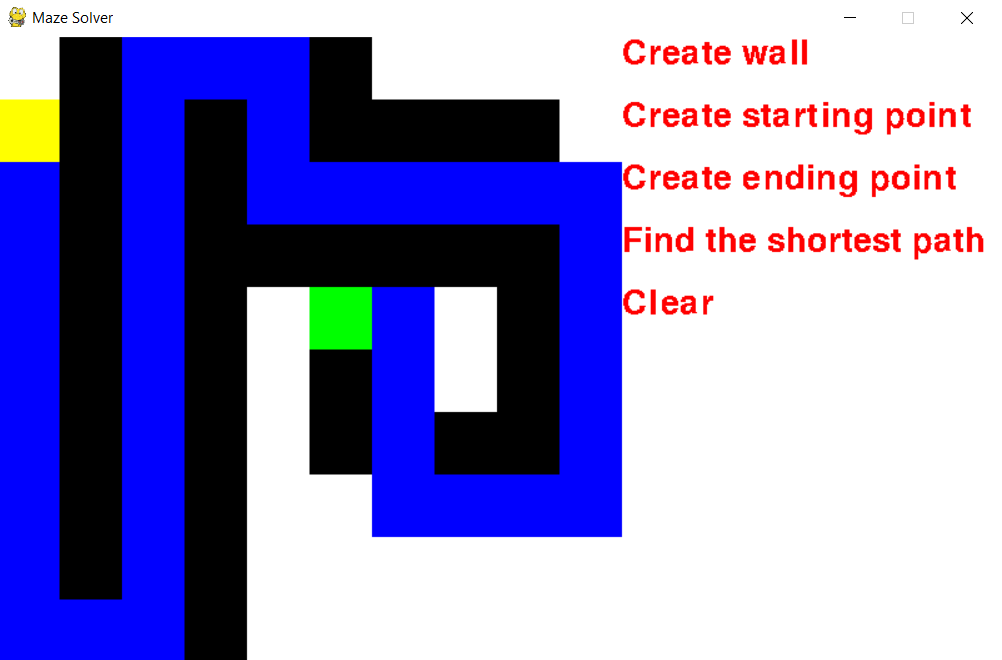 Maze Solver
Create wall
Create starting point
Create ending point
Find the shortest path
Clear